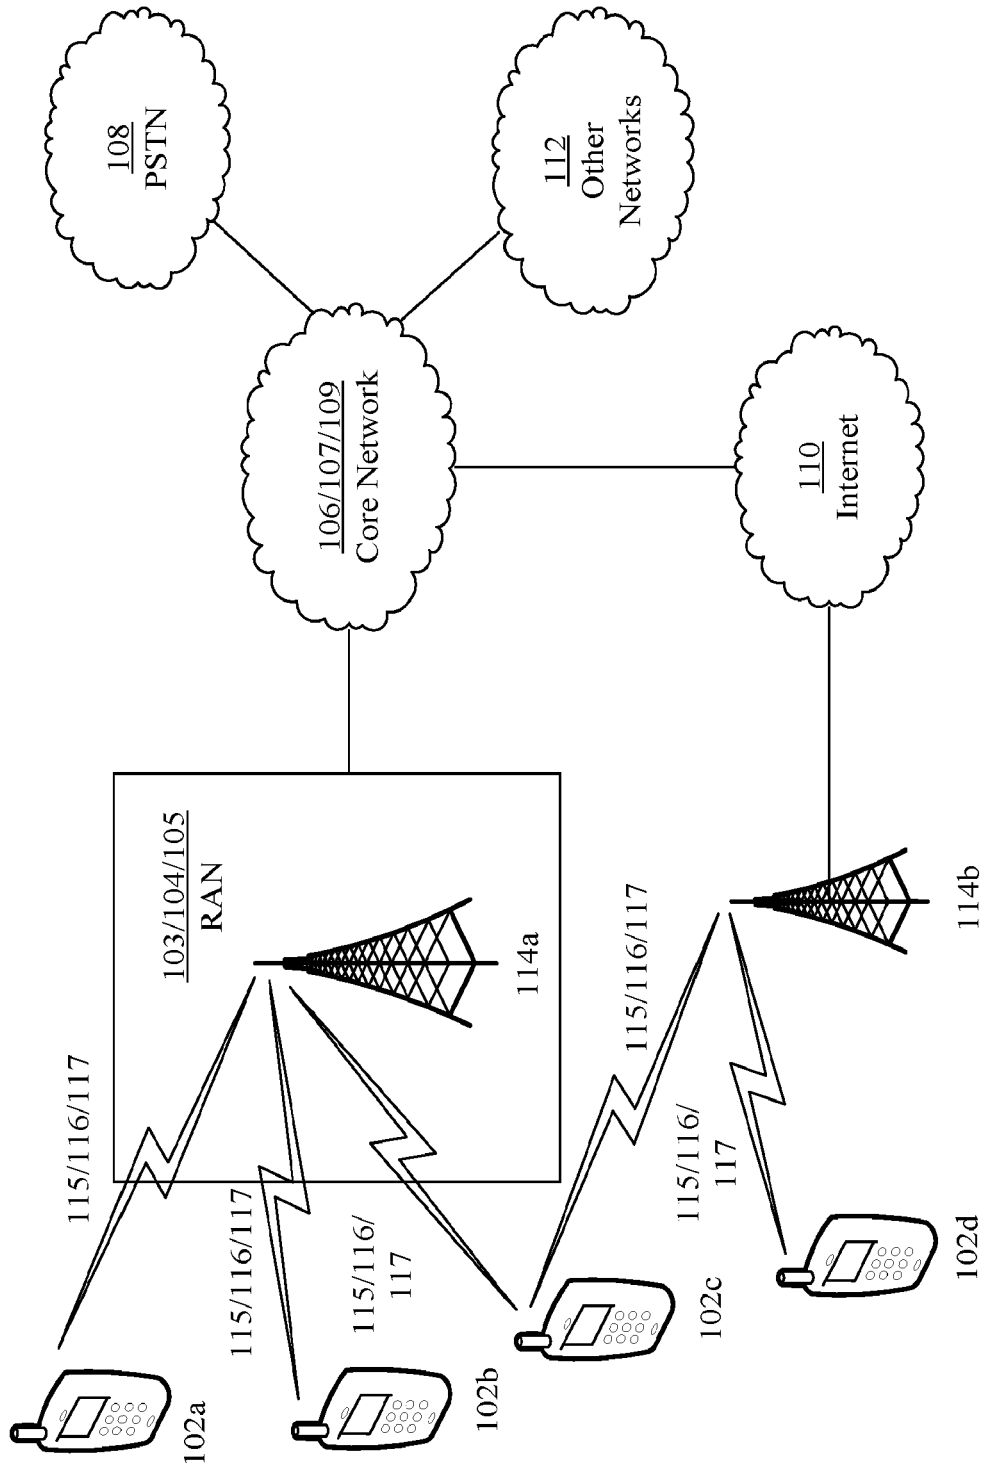 108
PSTN
106/107/109
Core Network
112
Other
Networks
103/104/105
RAN
110
Internet
115/116/117
114a
115/116/117
115/116/117
115/116/
117
115/116/
117
114b
102a
102b
102c
102d